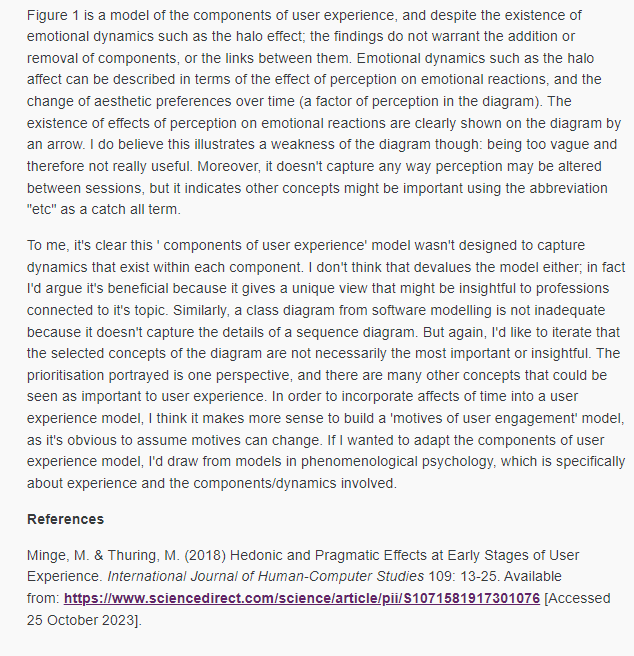 Figure 1 is a model of the components of user experience, and despite the existence of
emotional dynamics such as the halo effect; the findings do not warrant the addition or
removal of components, or the links between them. Emotional dynamics such as the halo
affect can be described in terms of the effect of perception on emotional reactions, and the
change of aesthetic preferences over time (a factor of perception in the diagram). The
existence of effects of perception on emotional reactions are clearly shown on the diagram by
an arrow. I do believe this illustrates a weakness of the diagram though: being too vague and
therefore not really useful. Moreover, it doesn't capture any way perception may be altered
between sessions, but it indicates other concepts might be important using the abbreviation
"etc" as a catch all term.
To me, it's clear this ' components of user experience' model wasn't designed to capture
dynamics that exist within each component. I don't think that devalues the model either; in fact
I'd argue it's beneficial because it gives a unique view that might be insightful to professions
connected to it's topic. Similarly, a class diagram from software modelling is not inadequate
because it doesn't capture the details of a sequence diagram. But again, I'd like to iterate that
the selected concepts of the diagram are not necessarily the most important or insightful. The
prioritisation portrayed is one perspective, and there are many other concepts that could be
seen as important to user experience. In order to incorporate affects of time into a user
experience model, I think it makes more sense to build a 'motives of user engagement' model,
as it's obvious to assume motives can change. If I wanted to adapt the components of user
experience model, I'd draw from models in phenomenological psychology, which is specifically
about experience and the components/dynamics involved.
References
Minge, M. & Thuring, M. (2018) Hedonic and Pragmatic Effects at Early Stages of User
Experience. International Journal of Human-Computer Studies 109: 13-25. Available
from: https://www.sciencedirect.com/science/article/pii/S1071581917301076 [Accessed
25 October 2023].